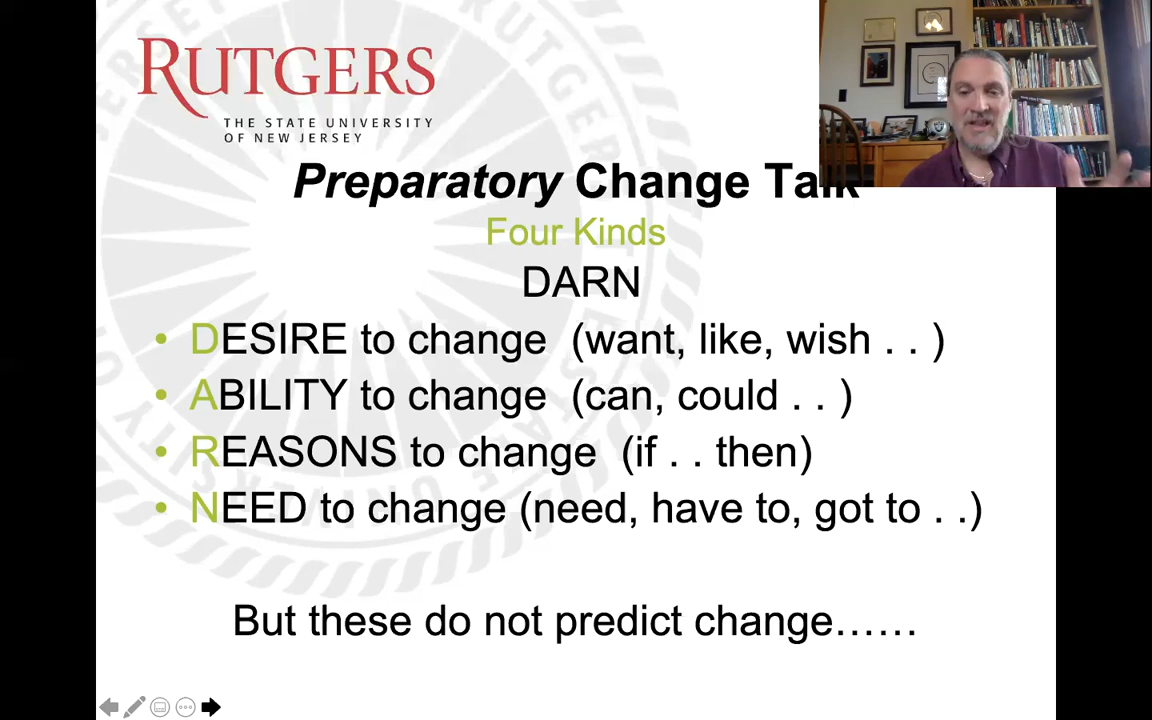 RUTGERS
THE STATE UNIVERSITY
OF NEW JERSEY
Preparatory Change Talk
Four Kinds
DARN
• DESIRE to change (want, like, wish . . )
• ABILITY to change (can, could . . )
• REASONS to change (if . . then)
• NEED to change (need, have to, got to . .)
But these do not predict change......